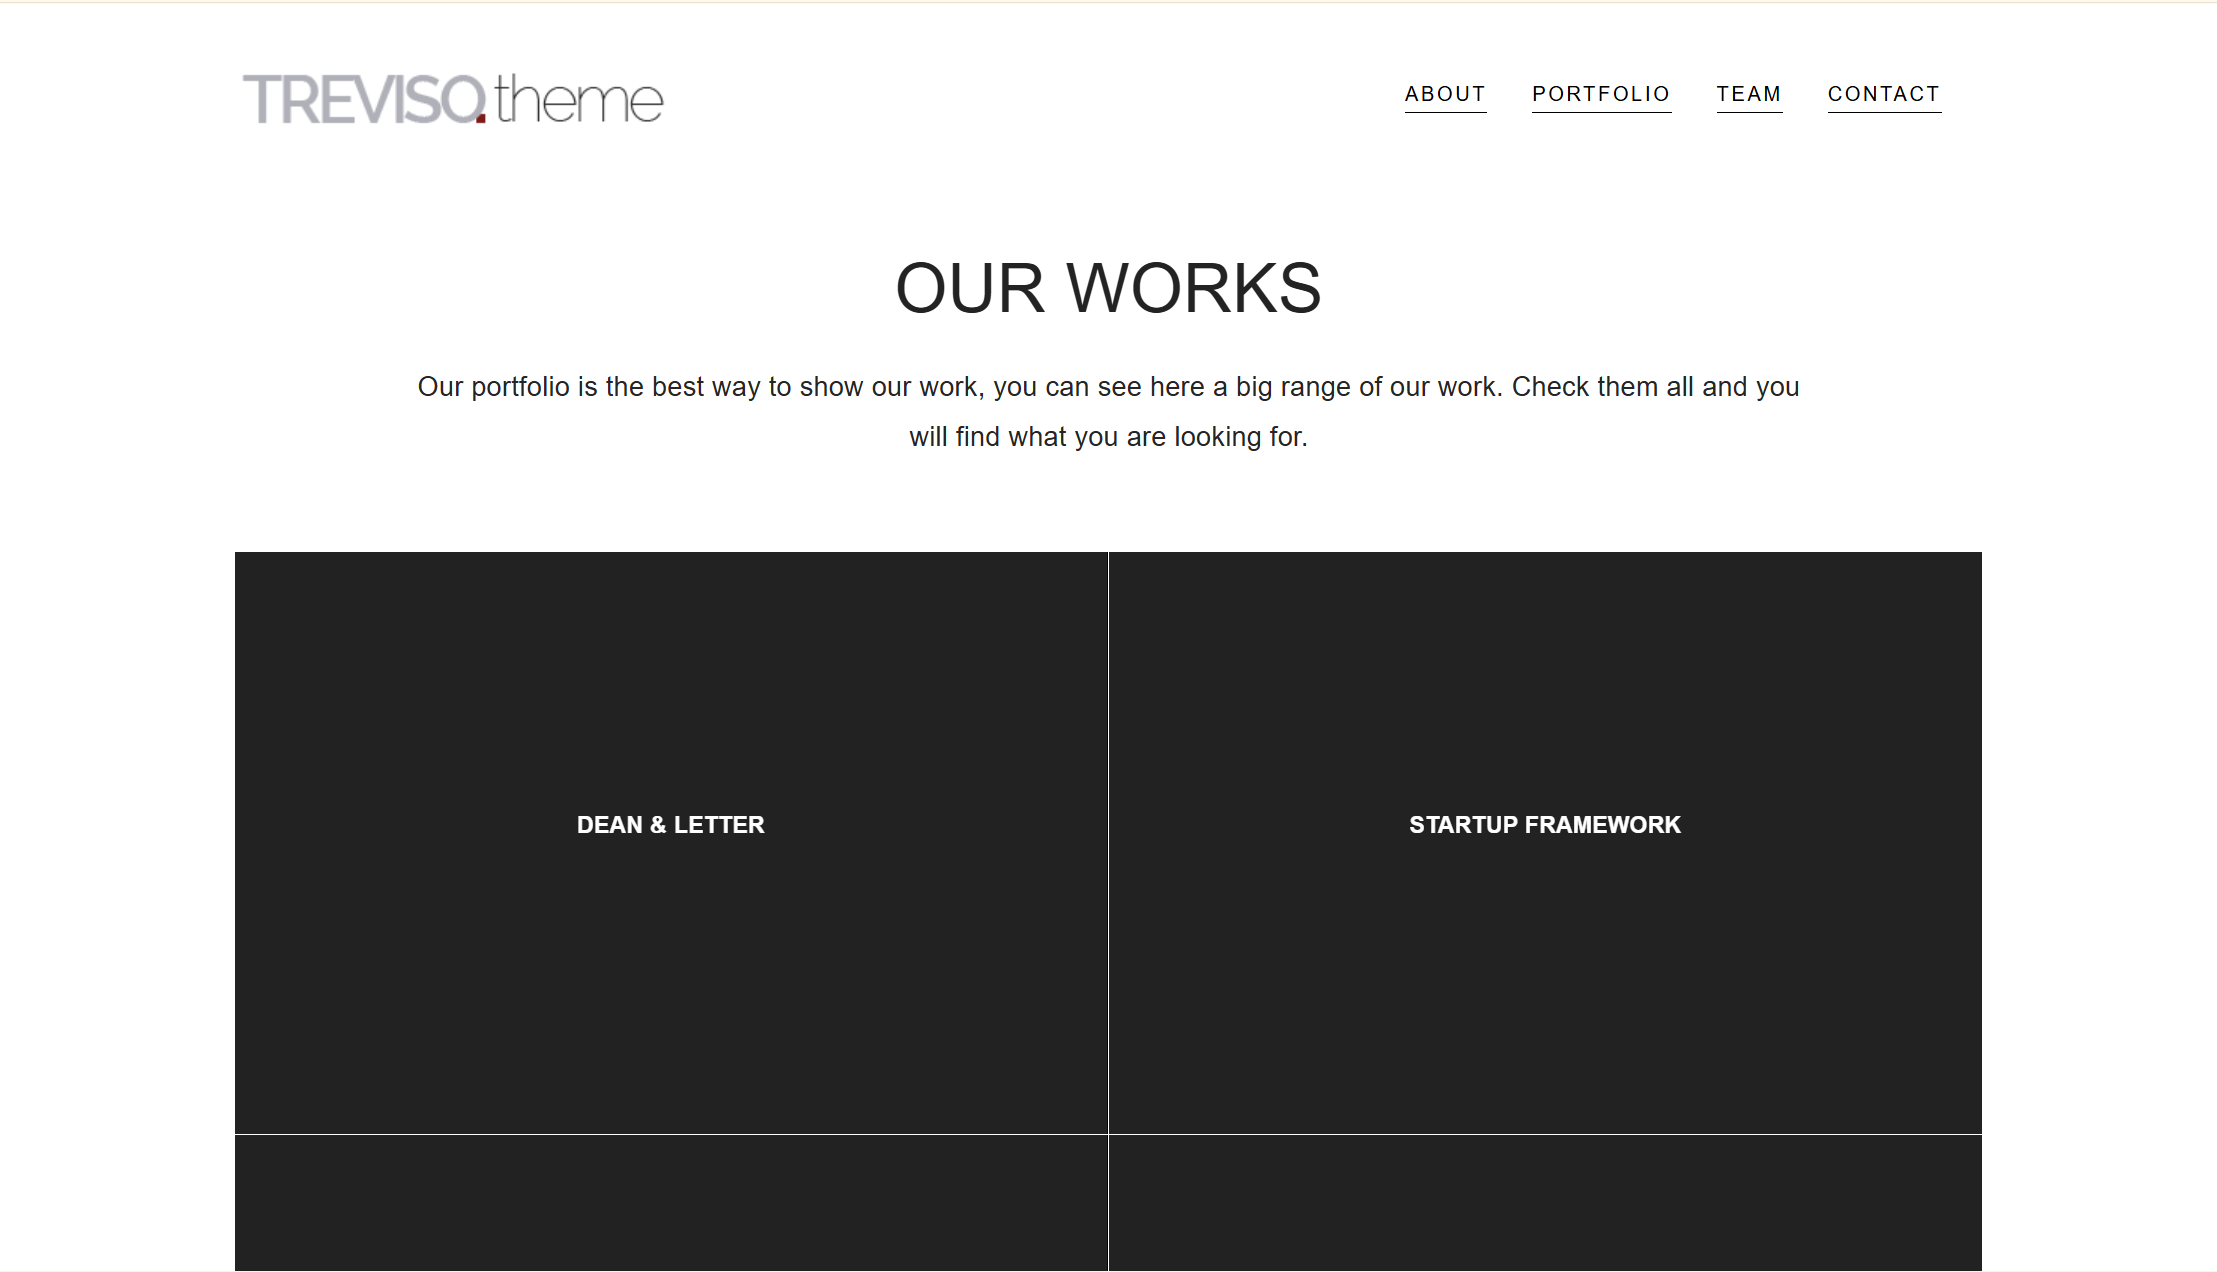 TREVISO.theme
ABOUT PORTFOLIO TEAM CONTACT
OUR WORKS
Our portfolio is the best way to show our work, you can see here a big range of our work. Check them all and you
will find what you are looking for.
DEAN & LETTER
STARTUP FRAMEWORK